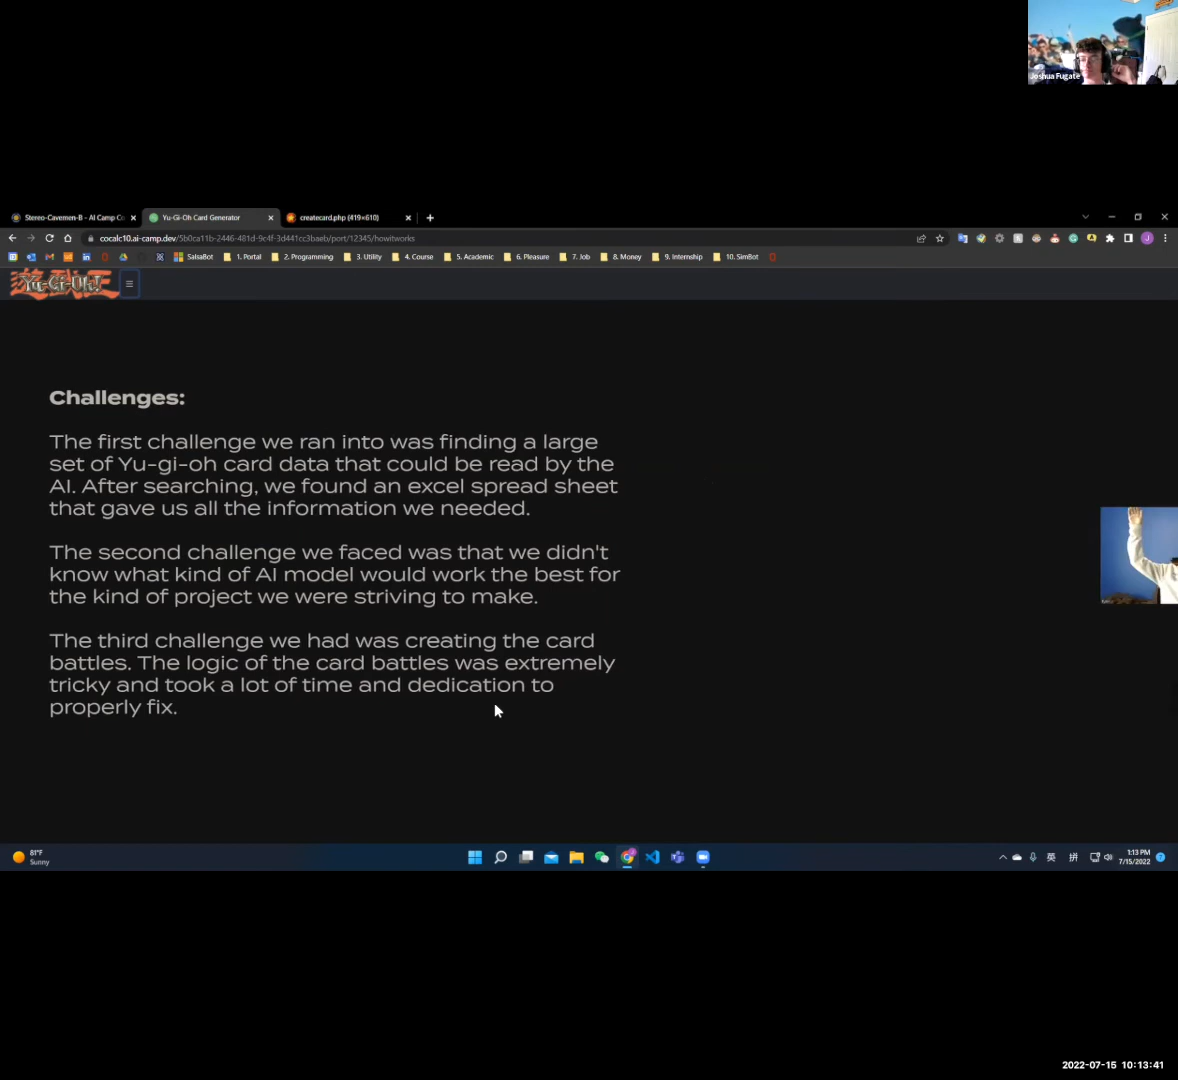 Joshua Fugate
Stereo-Cavemen-B - AI Camp Co
Yu-Gi-Oh Card Generator
createcard.php (419×610)
cocalc10.ai-camp.dev/5b0ca11b-2446-481d-9c4f-3d441cc3baeb/port/12345/howitworks
SalsaBot
1. Portal
2. Programming
3. Utility
4. Course
5. Academic
6. Pleasure
7. Job
8. Money
9. Internship
10. SimBot
Yu-Gi-Oh!
Challenges:
The first challenge we ran into was finding a large
set of Yu-gi-oh card data that could be read by the
AI. After searching, we found an excel spread sheet
that gave us all the information we needed.
The second challenge we faced was that we didn't
know what kind of AI model would work the best for
the kind of project we were striving to make.
The third challenge we had was creating the card
battles. The logic of the card battles was extremely
tricky and took a lot of time and dedication to
properly fix.
81°F
Sunny
英
拼
1:13 PM
7/15/2022
2022-07-15 10:13:41